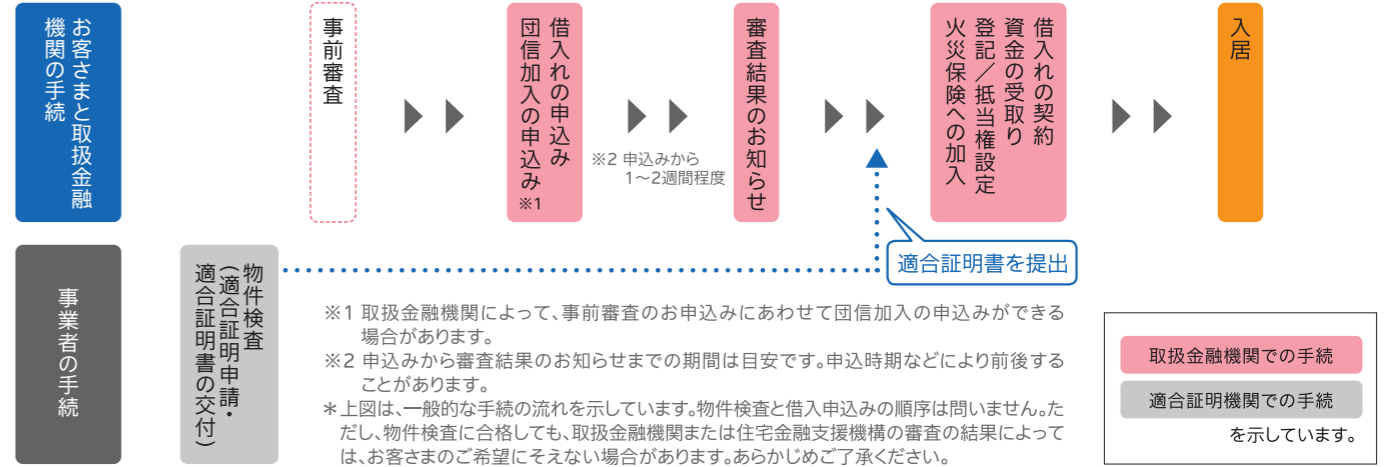 お客さまと取扱金融
機関の手続
事前審査
借入れの申込み
団信加入の申込み※1
※2 申込みから
1〜2週間程度
審査結果のお知らせ
借入れの契約
資金の受取り
登記／抵当権設定
火災保険への加入
入居
適合証明書を提出
事業者の手続
物件検査
（適合証明申請・
適合証明書の交付）
※1 取扱金融機関によって、事前審査のお申込みにあわせて団信加入の申込みができる
場合があります。
※2 申込みから審査結果のお知らせまでの期間は目安です。申込時期などにより前後する
ことがあります。
＊上図は、一般的な手続の流れを示しています。物件検査と借入申込みの順序は問いません。た
だし、物件検査に合格しても、取扱金融機関または住宅金融支援機構の審査の結果によって
は、お客さまのご希望にそえない場合があります。あらかじめご了承ください。
取扱金融機関での手続
適合証明機関での手続
を示しています。